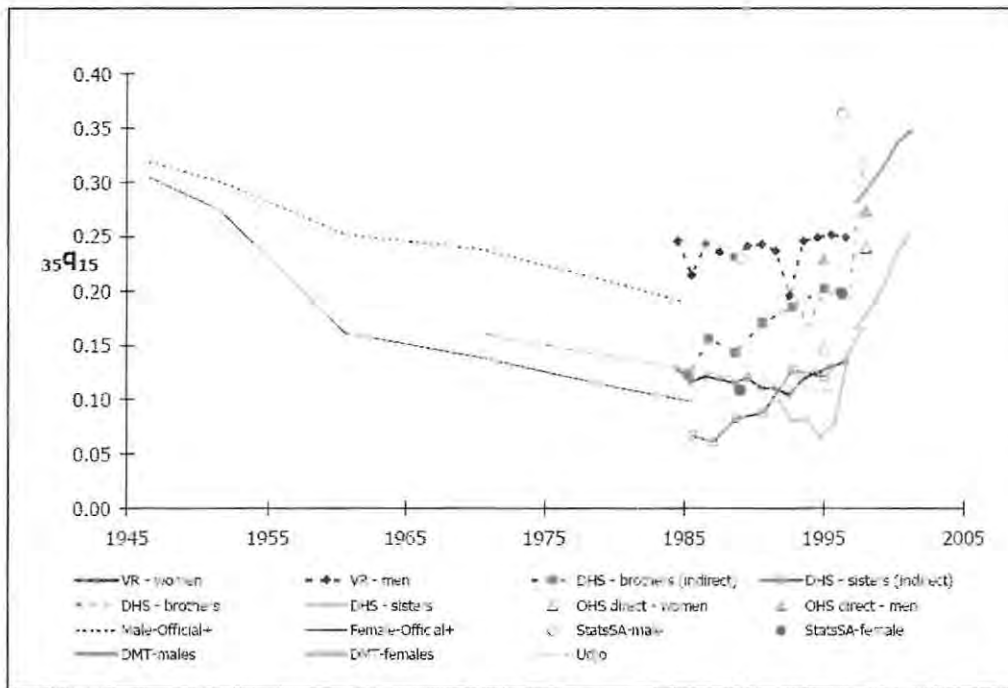 0.40
0.35
0.30
0.25
35q15
0.20
0.15
0.10
0.05
0.00
1945 1955 1965 1975 1985 1995 2005
VR - women VR - men DHS - brothers (indirect) DHS - sisters (indirect)
DHS - brothers DHS - sisters OHS direct - women OHS direct - men
Male-Official+ Female-Official+ StatsSA-male StatsSA-female
DMT-males DMT-females Udjo